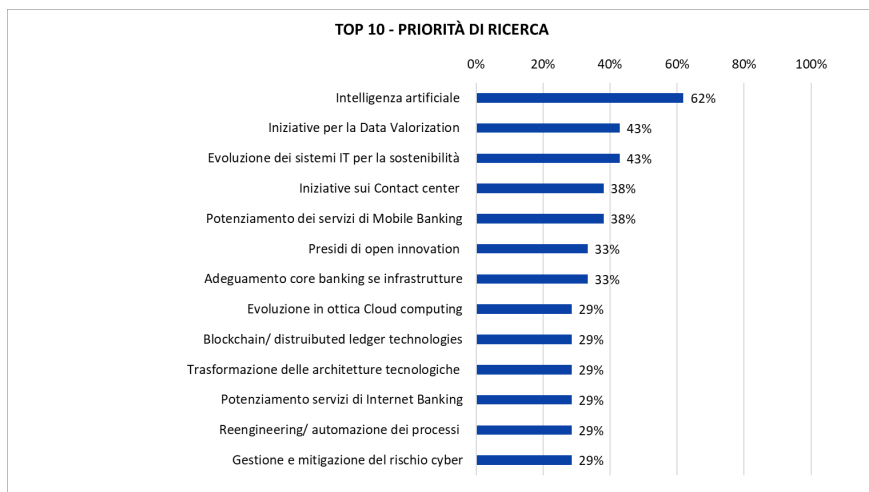 TOP 10 - PRIORITÀ DI RICERCA
0% 20% 40% 60% 80% 100%
Intelligenza artificiale 62%
Iniziative per la Data Valorization 43%
Evoluzione dei sistemi IT per la sostenibilità 43%
Iniziative sui Contact center 38%
Potenziamento dei servizi di Mobile Banking 38%
Presidi di open innovation 33%
Adeguamento core banking se infrastrutture 33%
Evoluzione in ottica Cloud computing 29%
Blockchain/ distruibuted ledger technologies 29%
Trasformazione delle architetture tecnologiche 29%
Potenziamento servizi di Internet Banking 29%
Reengineering/ automazione dei processi 29%
Gestione e mitigazione del rischio cyber 29%